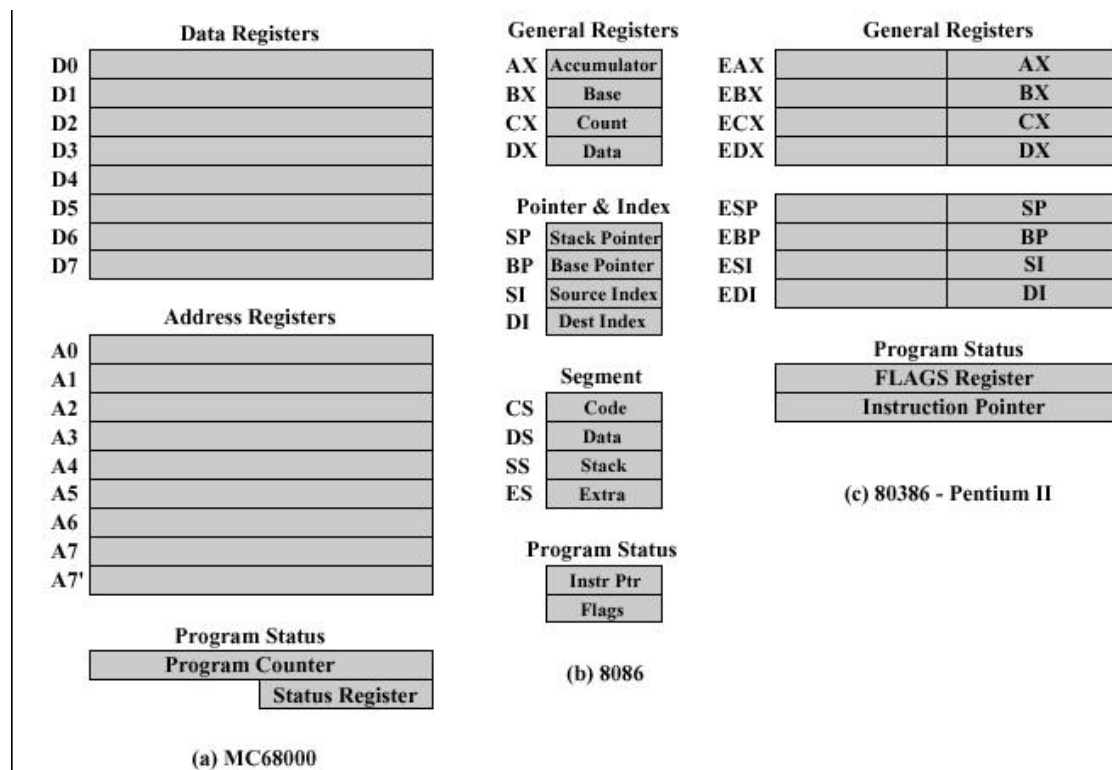 Data Registers
D0
D1
D2
D3
D4
D5
D6
D7
Address Registers
A0
A1
A2
A3
A4
A5
A6
A7
A7'
Program Status
Program Counter
Status Register
(a) MC68000
General Registers
AX Accumulator
BX Base
CX Count
DX Data
Pointer & Index
SP Stack Pointer
BP Base Pointer
SI Source Index
DI Dest Index
Segment
CS Code
DS Data
SS Stack
ES Extra
Program Status
Instr Ptr
Flags
(b) 8086
General Registers
EAX AX
EBX BX
ECX CX
EDX DX
ESP SP
EBP BP
ESI SI
EDI DI
Program Status
FLAGS Register
Instruction Pointer
(c) 80386 - Pentium II